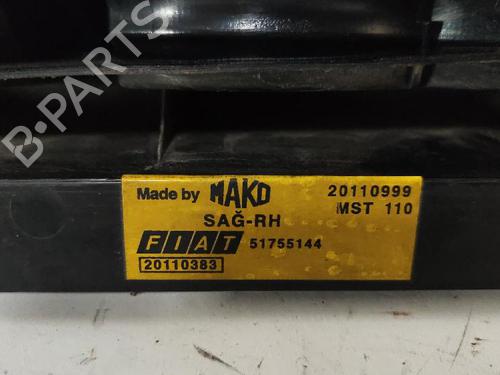 B-PARTS
Made by MAKO 20110999
SAĞ-RH MST 110
FIAT 51755144
20110383